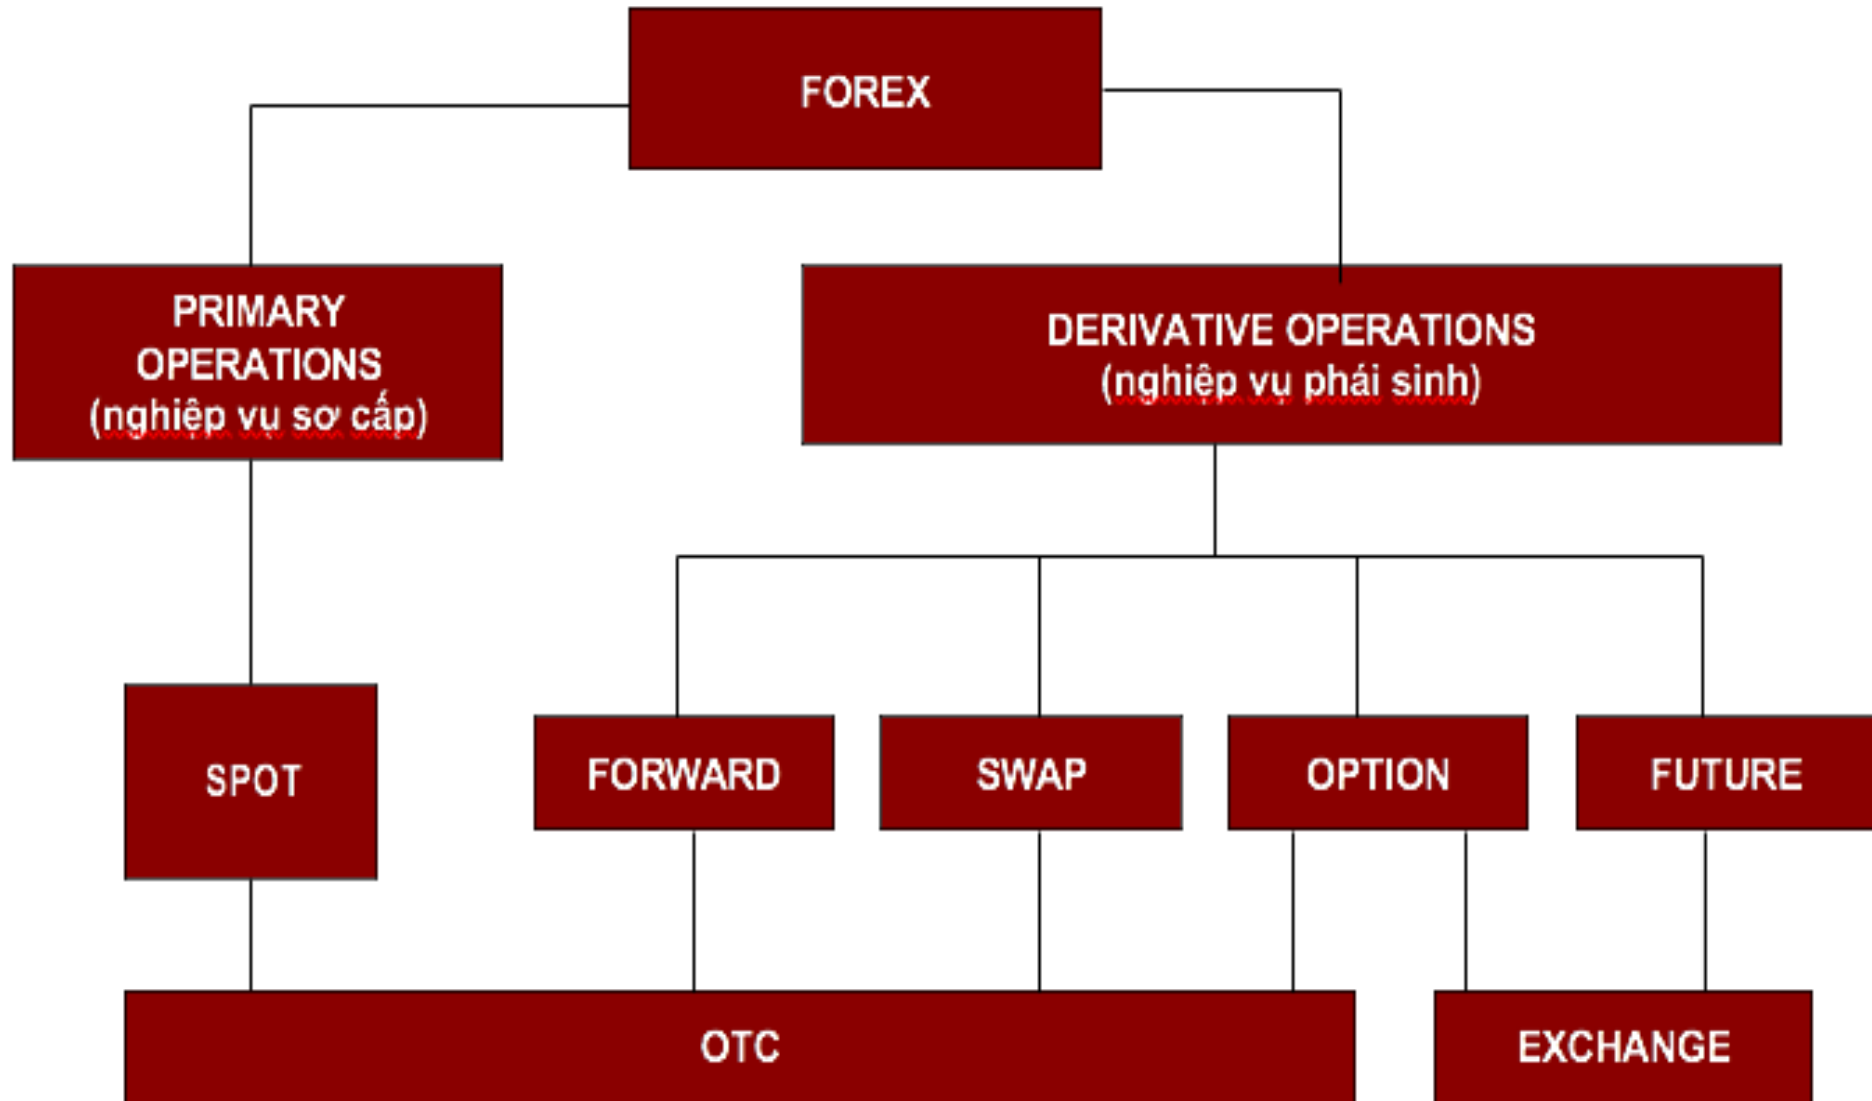 FOREX
PRIMARY
OPERATIONS
(nghiệp vụ sơ cấp)
DERIVATIVE OPERATIONS
(nghiệp vụ phái sinh)
SPOT
FORWARD
SWAP
OPTION
FUTURE
OTC
EXCHANGE